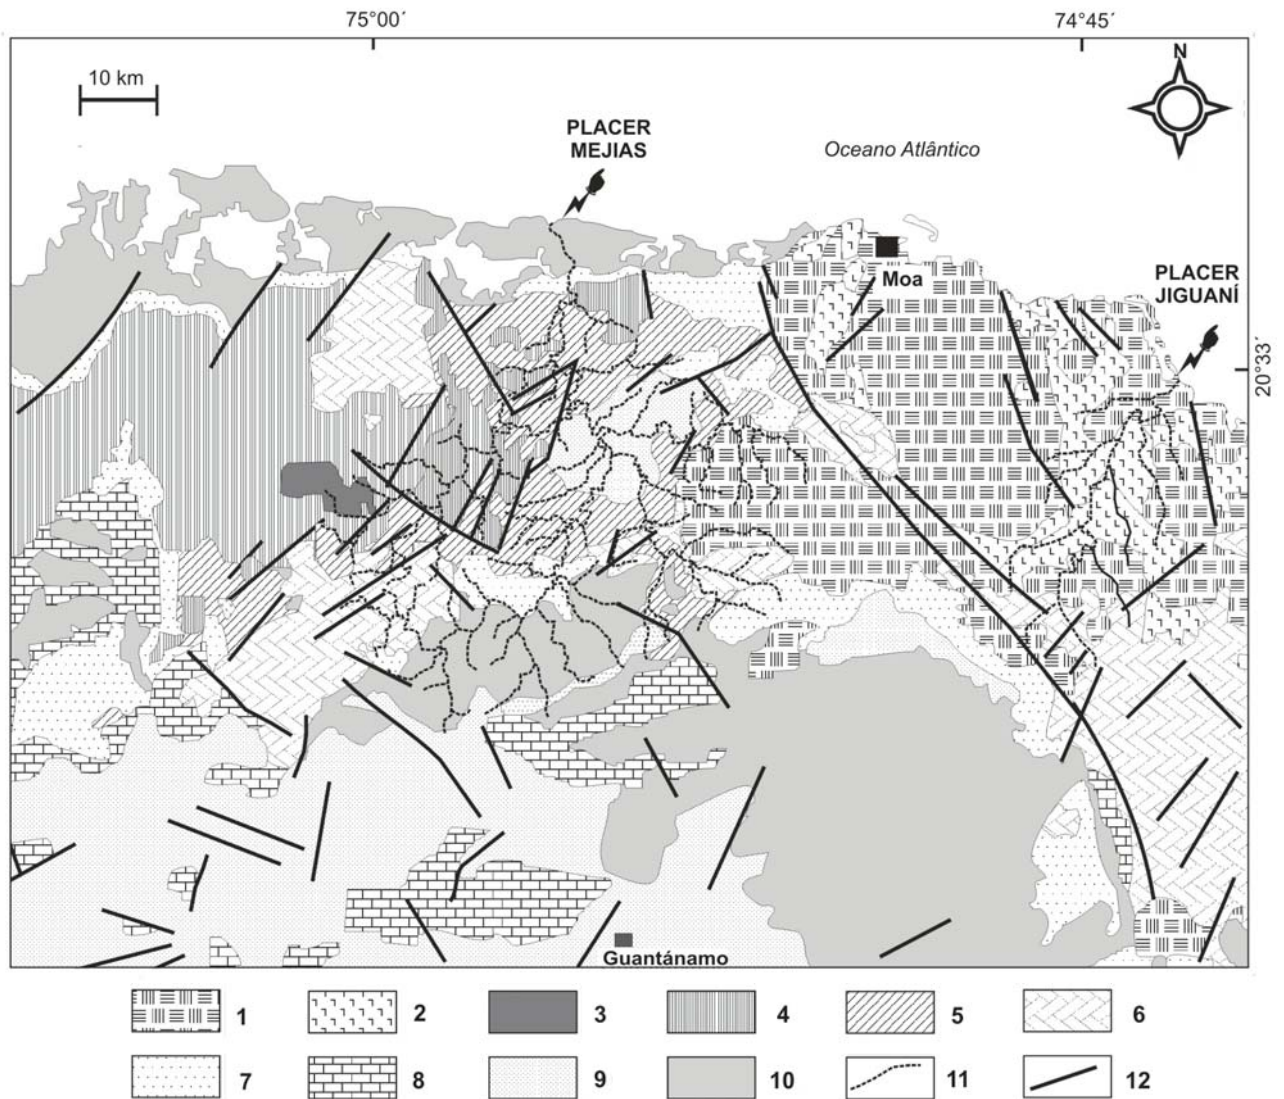 75°00´
74°45´
10 km
N
PLACER
MEJIAS
Oceano Atlântico
Moa
PLACER
JIGUANÍ
20°33´
Guantánamo
1
2
3
4
5
6
7
8
9
10
11
12